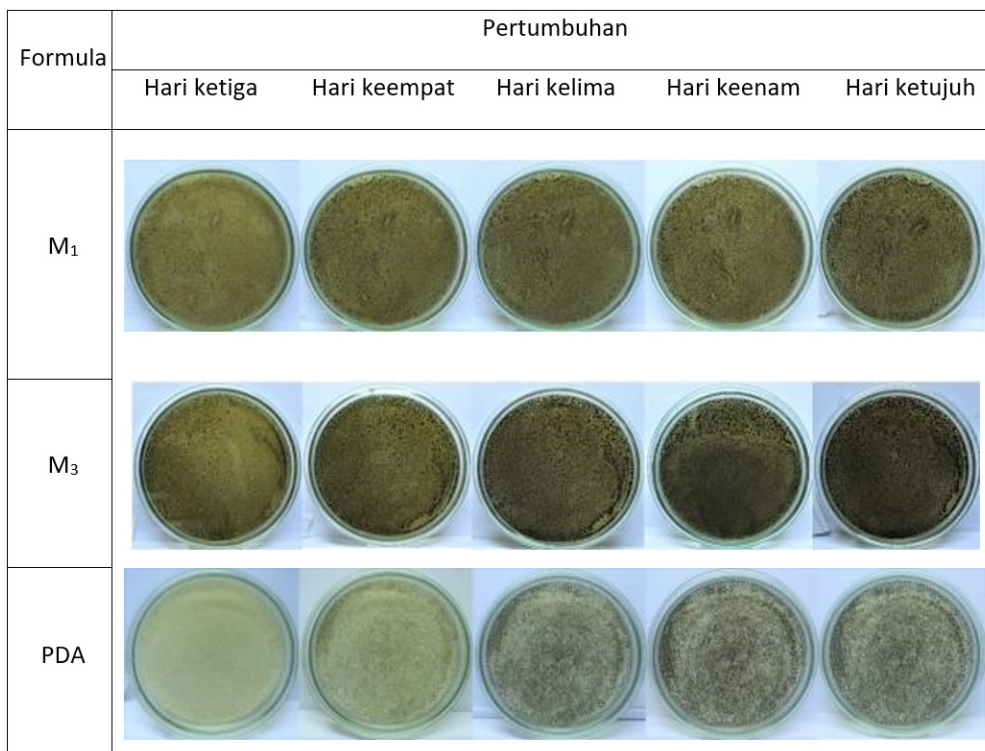 Formula
Pertumbuhan
Hari ketiga
Hari keempat
Hari kelima
Hari keenam
Hari ketujuh
M₁
M₃
PDA